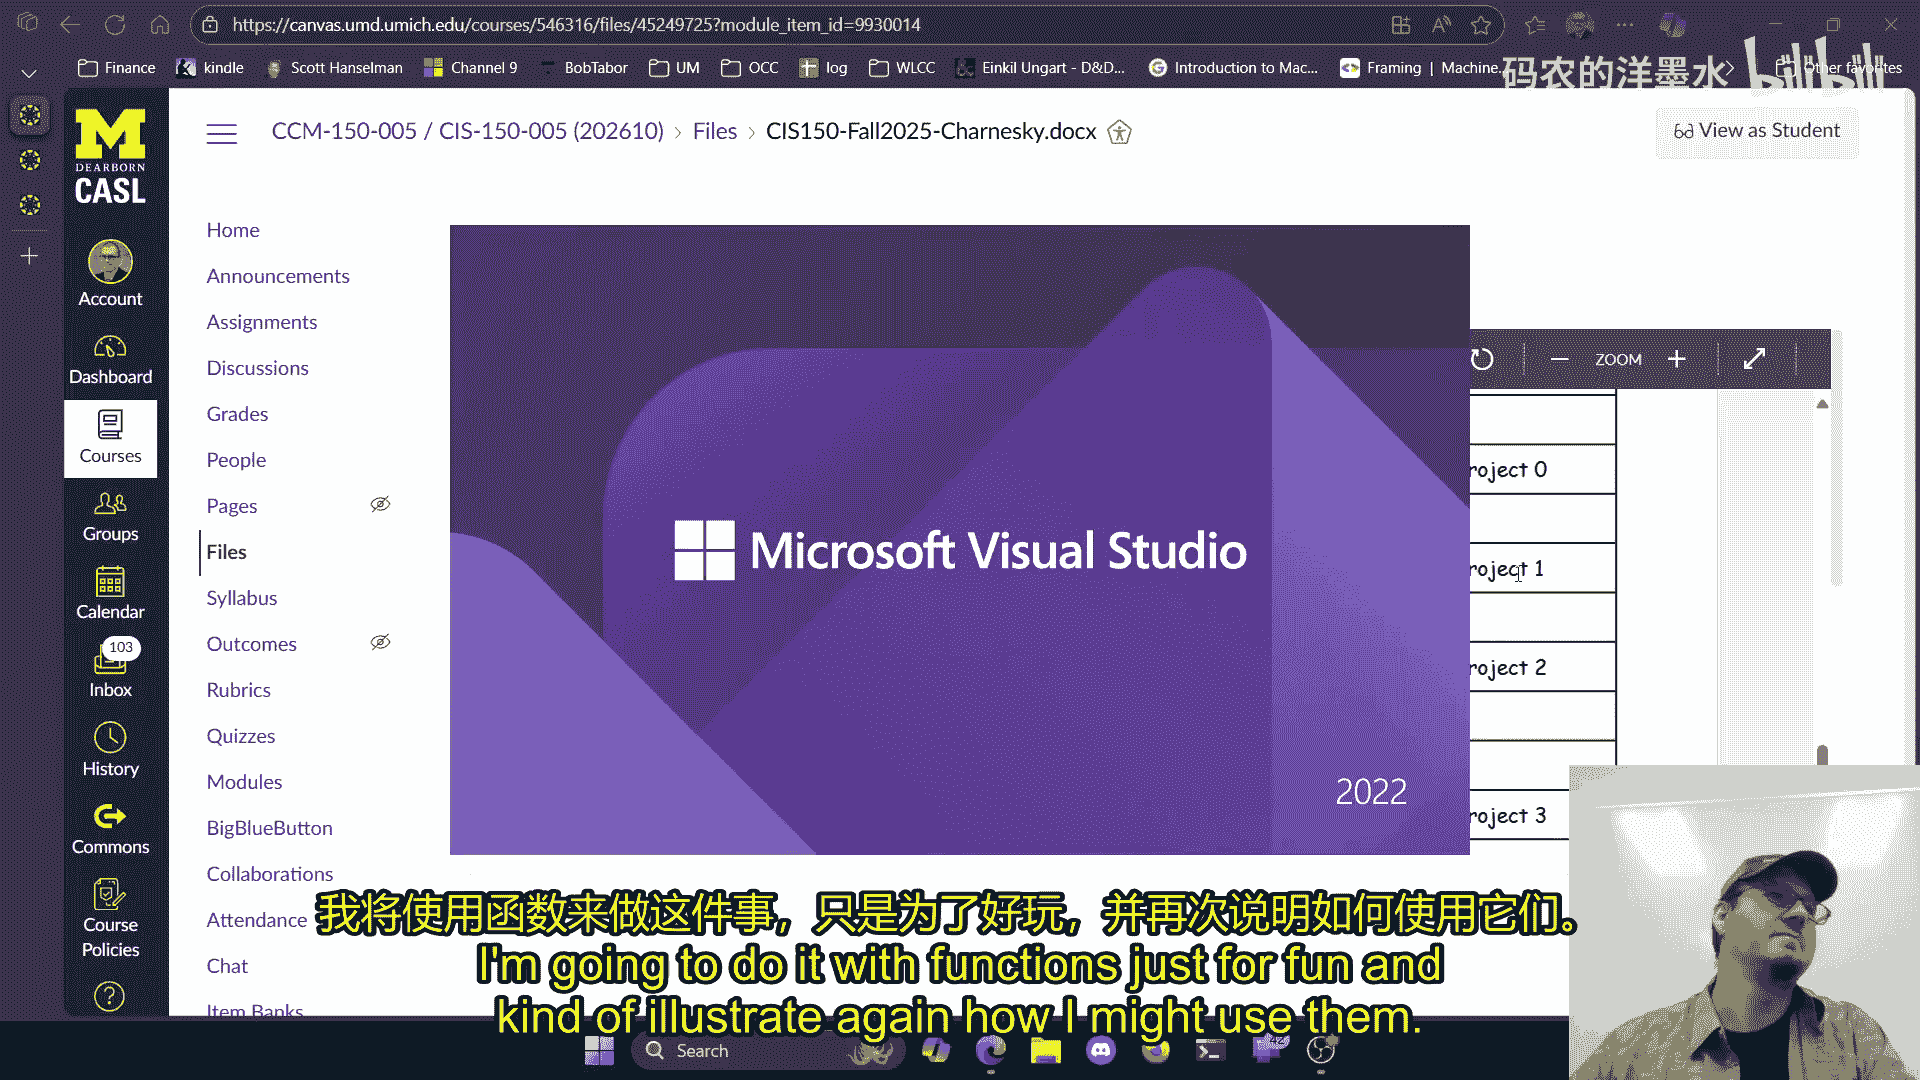 https://canvas.umd.umich.edu/courses/546316/files/45249725?module_item_id=9930014
Finance
kindle
Scott Hanselman
Channel 9
BobTabor
UM
OCC
log
WLCC
Einkil Ungart - D&D...
Introduction to Mac...
Framing | Machine...
Other favorites
码农的洋墨水
bilibili
M
DEARBORN
CASL
CCM-150-005 / CIS-150-005 (202610) › Files › CIS150-Fall2025-Charnesky.docx
View as Student
Account
Dashboard
Courses
Groups
Calendar
103
Inbox
History
Commons
Course
Policies
Home
Announcements
Assignments
Discussions
Grades
People
Pages
Files
Syllabus
Outcomes
Rubrics
Quizzes
Modules
BigBlueButton
Collaborations
Attendance
Chat
Item Banks
Microsoft Visual Studio
2022
ZOOM
roject 0
roject 1
roject 2
roject 3
我将使用函数来做这件事，只是为了好玩，并再次说明如何使用它们。
I'm going to do it with functions just for fun and
kind of illustrate again how I might use them.
Search